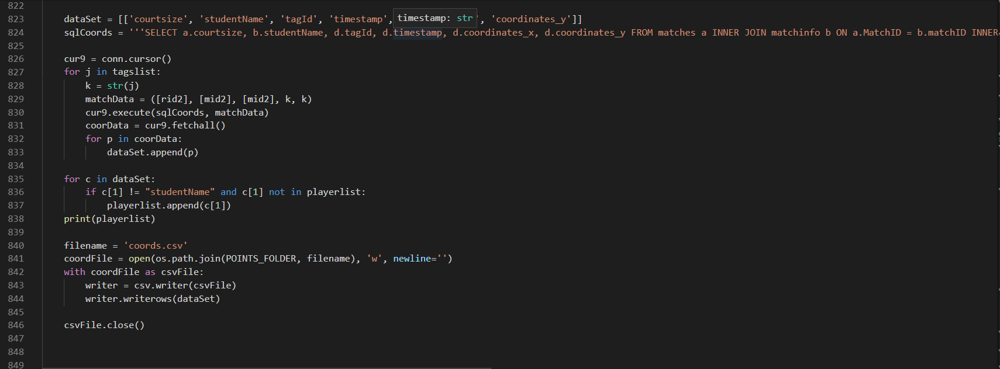 822
823 dataSet = [['courtsize', 'studentName', 'tagId', 'timestamp', timestamp: str ', 'coordinates_y']]
824 sqlCoords = '''SELECT a.courtsize, b.studentName, d.tagId, d.timestamp, d.coordinates_x, d.coordinates_y FROM matches a INNER JOIN matchinfo b ON a.MatchID = b.matchID INNER
825
826 cur9 = conn.cursor()
827 for j in tagslist:
828 k = str(j)
829 matchData = ([rid2], [mid2], [mid2], k, k)
830 cur9.execute(sqlCoords, matchData)
831 coorData = cur9.fetchall()
832 for p in coorData:
833 dataSet.append(p)
834
835 for c in dataSet:
836 if c[1] != "studentName" and c[1] not in playerlist:
837 playerlist.append(c[1])
838 print(playerlist)
839
840 filename = 'coords.csv'
841 coordFile = open(os.path.join(POINTS_FOLDER, filename), 'w', newline='')
842 with coordFile as csvFile:
843 writer = csv.writer(csvFile)
844 writer.writerows(dataSet)
845
846 csvFile.close()
847
848
849